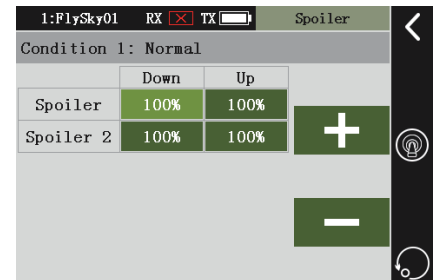 1:FlySky01 RX TX Spoiler
Condition 1: Normal
Down Up
Spoiler 100% 100%
Spoiler 2 100% 100%
+
P
−